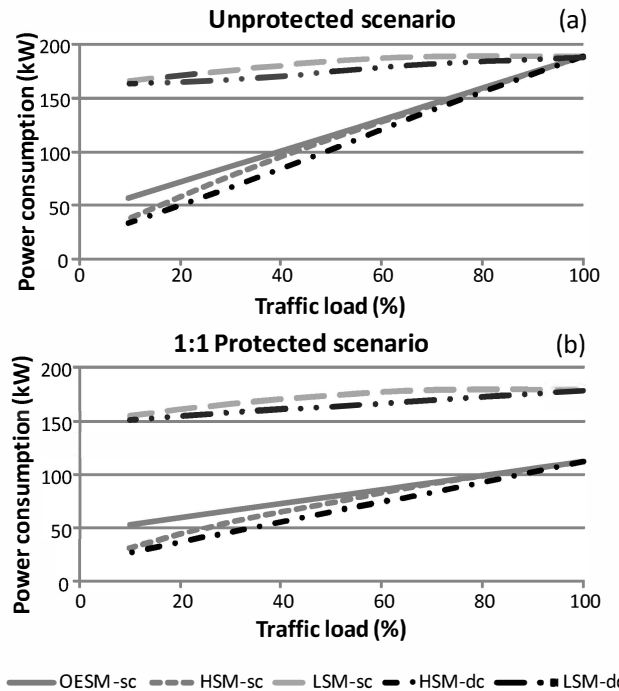 Unprotected scenario (a)
Power consumption (kW)
200
150
100
50
0
0 20 40 60 80 100
Traffic load (%)
1:1 Protected scenario (b)
Power consumption (kW)
200
150
100
50
0
0 20 40 60 80 100
Traffic load (%)
OESM-sc HSM-sc LSM-sc HSM-dc LSM-dc